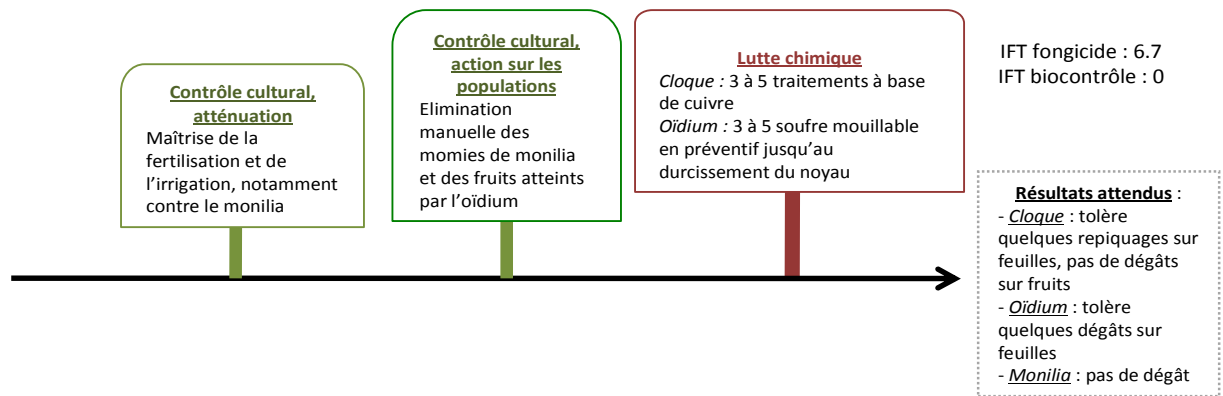 Contrôle cultural,
atténuation
Maîtrise de la
fertilisation et de
l’irrigation, notamment
contre le monilia
Contrôle cultural,
action sur les
populations
Elimination
manuelle des
momies de monilia
et des fruits atteints
par l’oïdium
Lutte chimique
Cloque : 3 à 5 traitements à base
de cuivre
Oïdium : 3 à 5 soufre mouillable
en préventif jusqu’au
durcissement du noyau
IFT fongicide : 6.7
IFT biocontrôle : 0
Résultats attendus :
- Cloque : tolère
quelques repiquages sur
feuilles, pas de dégâts
sur fruits
- Oïdium : tolère
quelques dégâts sur
feuilles
- Monilia : pas de dégât